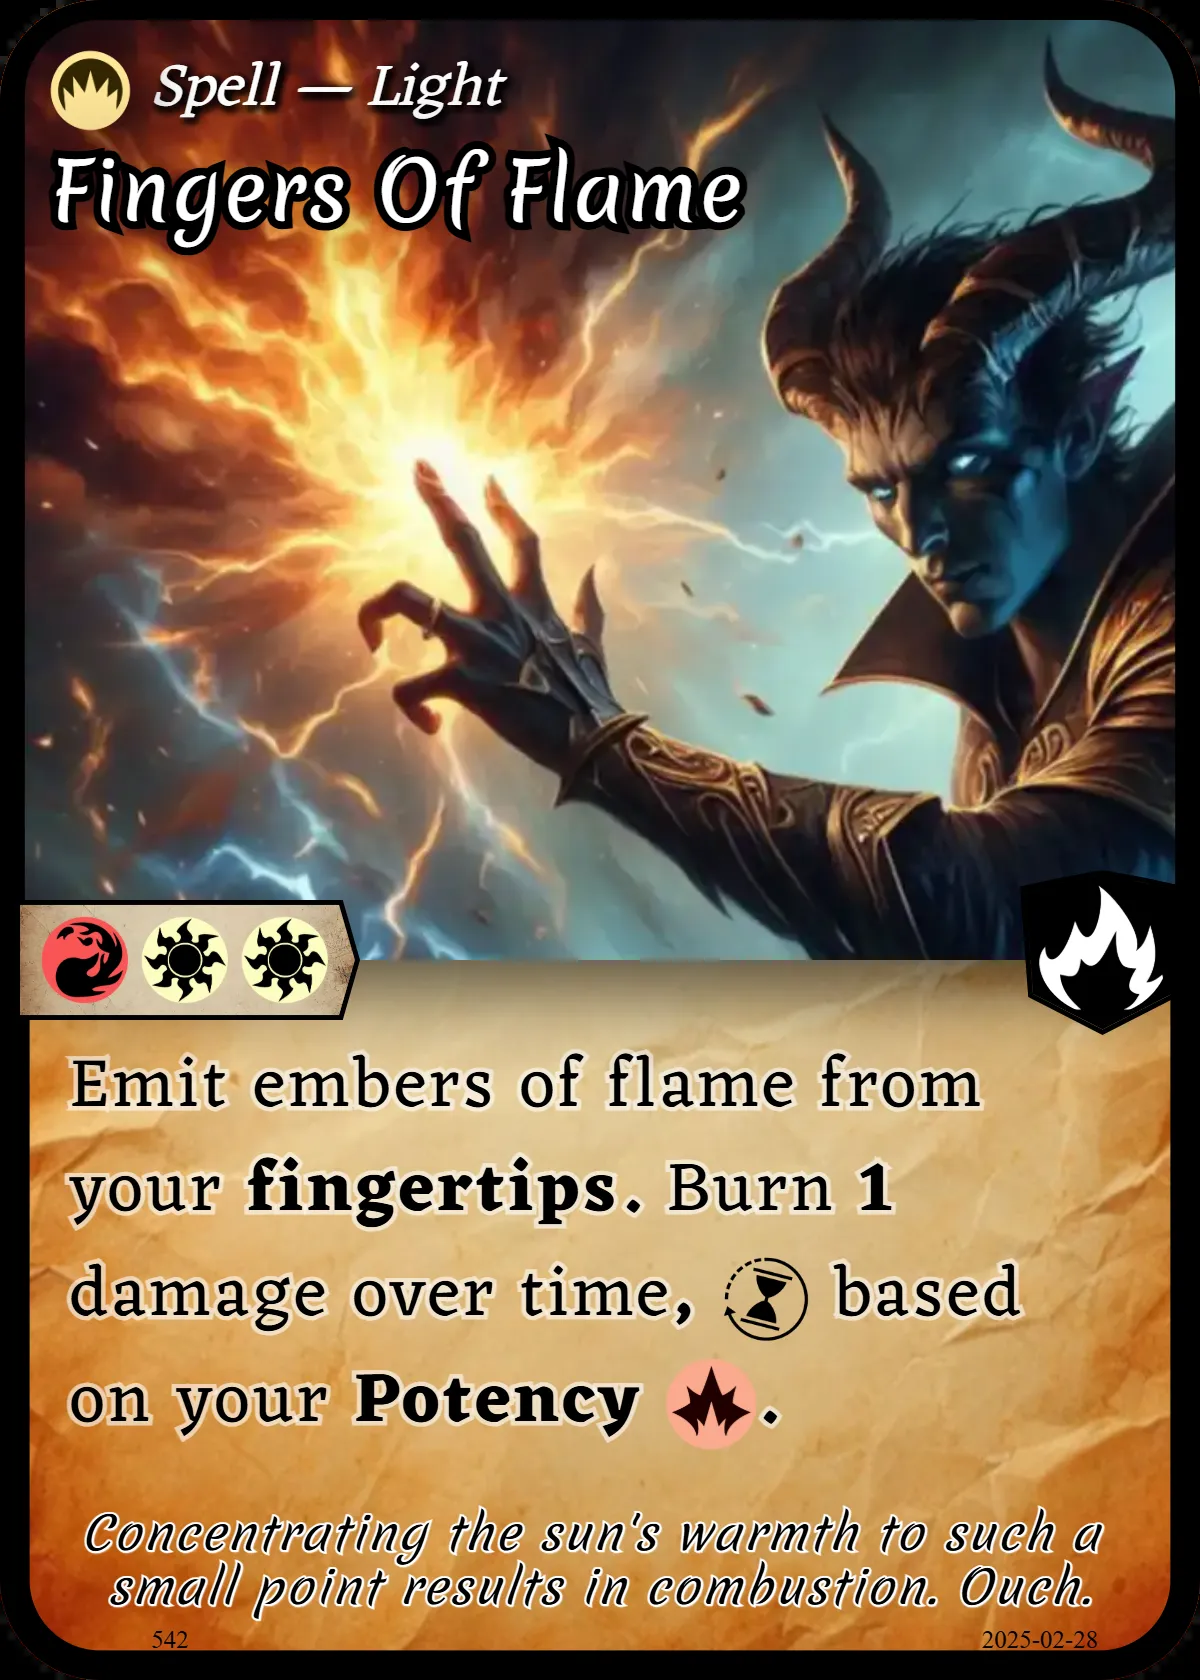 Spell — Light
Fingers Of Flame
Emit embers of flame from
your fingertips. Burn 1
damage over time, based
on your Potency .
Concentrating the sun's warmth to such a
small point results in combustion. Ouch.
542 2025-02-28